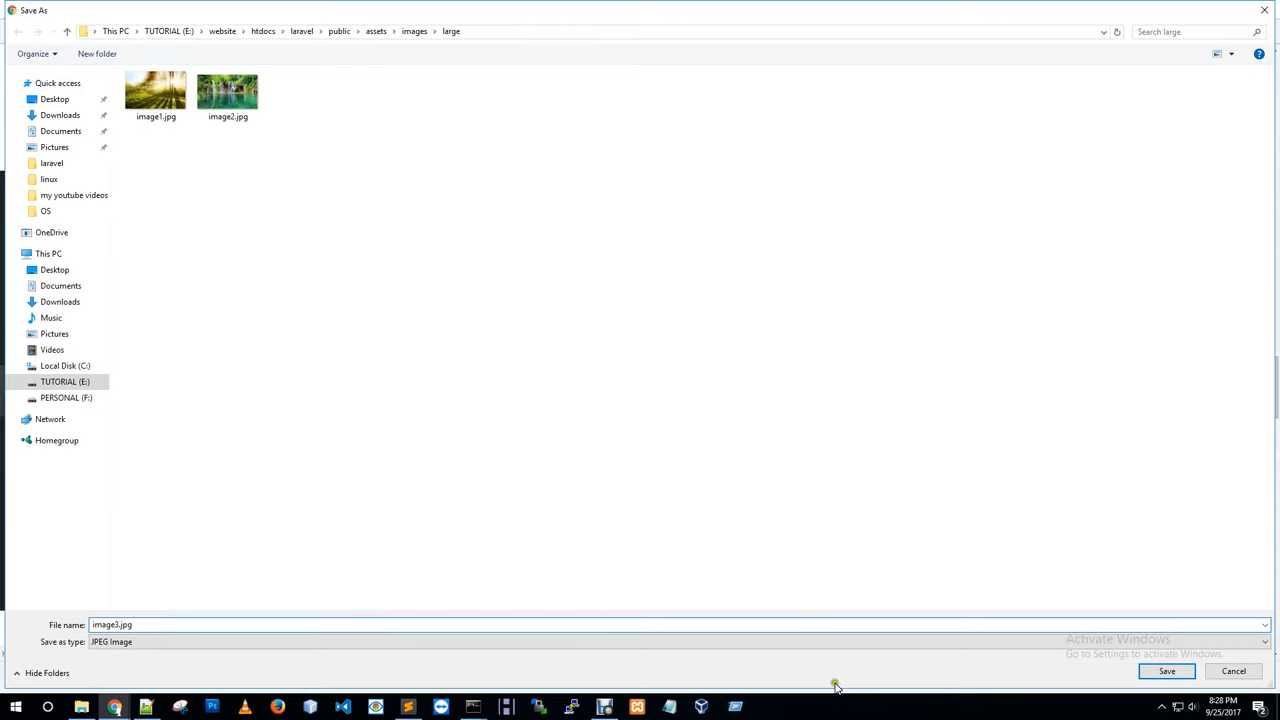 Save As
This PC TUTORIAL (E:) website htdocs laravel public assets images large
Search large
Organize
New folder
Quick access
Desktop
Downloads
Documents
Pictures
laravel
linux
my youtube videos
OS
OneDrive
This PC
Desktop
Documents
Downloads
Music
Pictures
Videos
Local Disk (C:)
TUTORIAL (E:)
PERSONAL (F:)
Network
Homegroup
image1.jpg
image2.jpg
File name: image3.jpg
Save as type: JPEG Image
Activate Windows
Go to Settings to activate Windows.
Hide Folders
Save
Cancel
8:28 PM
9/25/2017